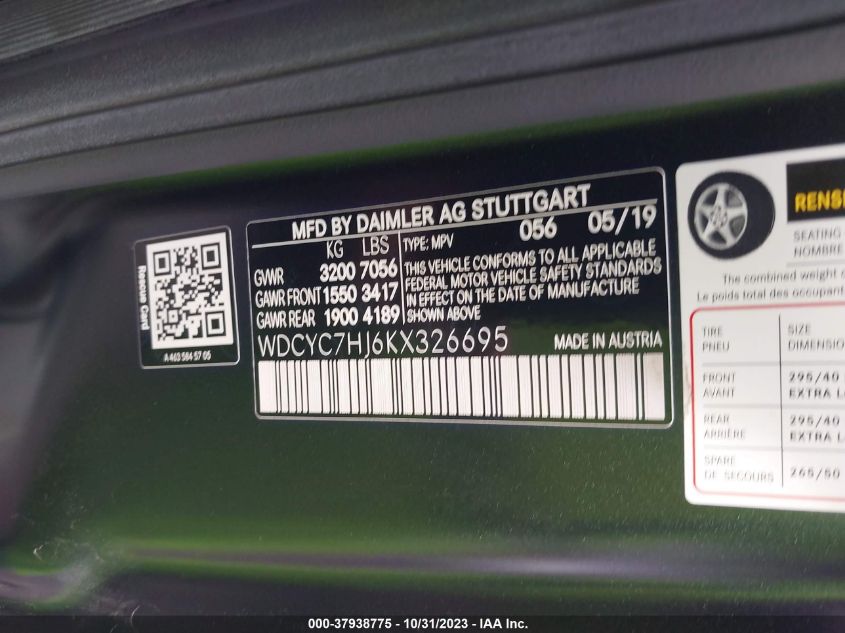 Rescue Card
A 463 584 57 05
MFD BY DAIMLER AG STUTTGART
KG LBS TYPE: MPV 056 05/19
GVWR 3200 7056
GAWR FRONT 1550 3417
GAWR REAR 1900 4189
THIS VEHICLE CONFORMS TO ALL APPLICABLE
FEDERAL MOTOR VEHICLE SAFETY STANDARDS
IN EFFECT ON THE DATE OF MANUFACTURE
SHOWN ABOVE
WDCYC7HJ6KX326695 MADE IN AUSTRIA
SEATING
NOMBRE
The combined weight
Le poids total des occupant
TIRE SIZE
PNEU
FRONT 295/40
AVANT EXTRA
REAR 295/40
ARRIÈRE EXTRA
SPARE
DE SECOURS 265/50
000-37938775 - 10/31/2023 - IAA Inc.